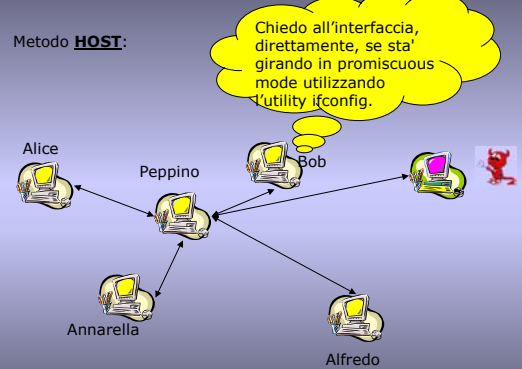 Metodo HOST:
Chiedo all'interfaccia,
direttamente, se sta'
girando in promiscuous
mode utilizzando
l'utility ifconfig.
Alice
Peppino
Bob
Annarella
Alfredo